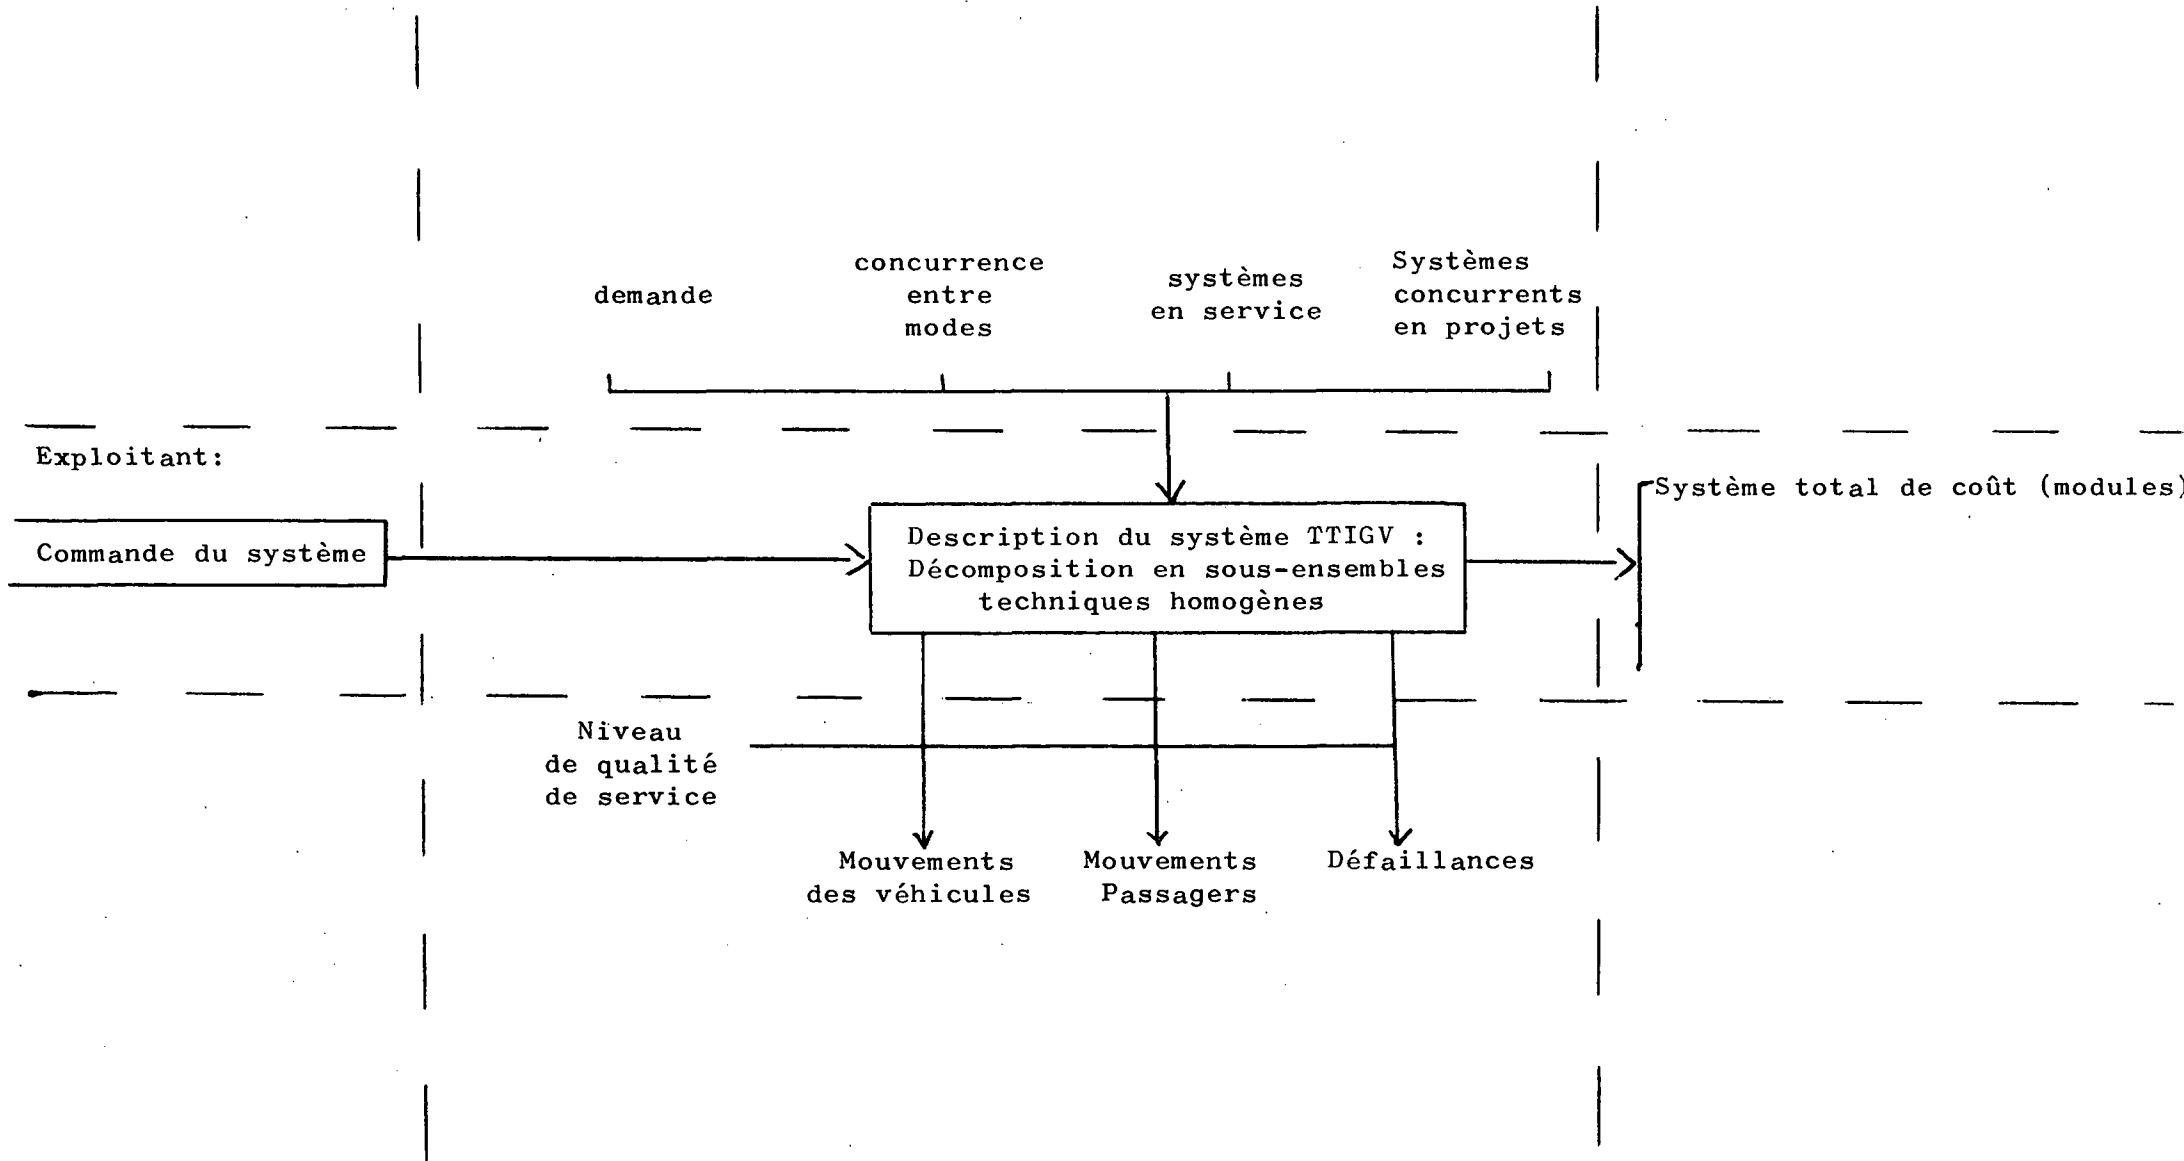 demande
concurrence
entre
modes
systèmes
en service
Systèmes
concurrents
en projets
Exploitant:
Commande du système
Description du système TTIGV :
Décomposition en sous-ensembles
techniques homogènes
Système total de coût (modules)
Niveau
de qualité
de service
Mouvements
des véhicules
Mouvements
Passagers
Défaillances